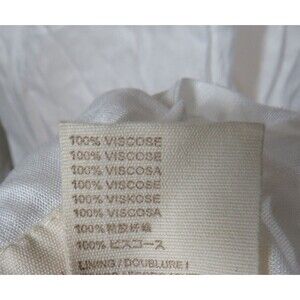 100% VISCOSE
100% VISCOSE
100% VISCOSA
100% VISCOSE
100% VISKOSE
100% VISCOSA
100%粘胶纤维
100% ビスコース
LINING / DOUBLURE /